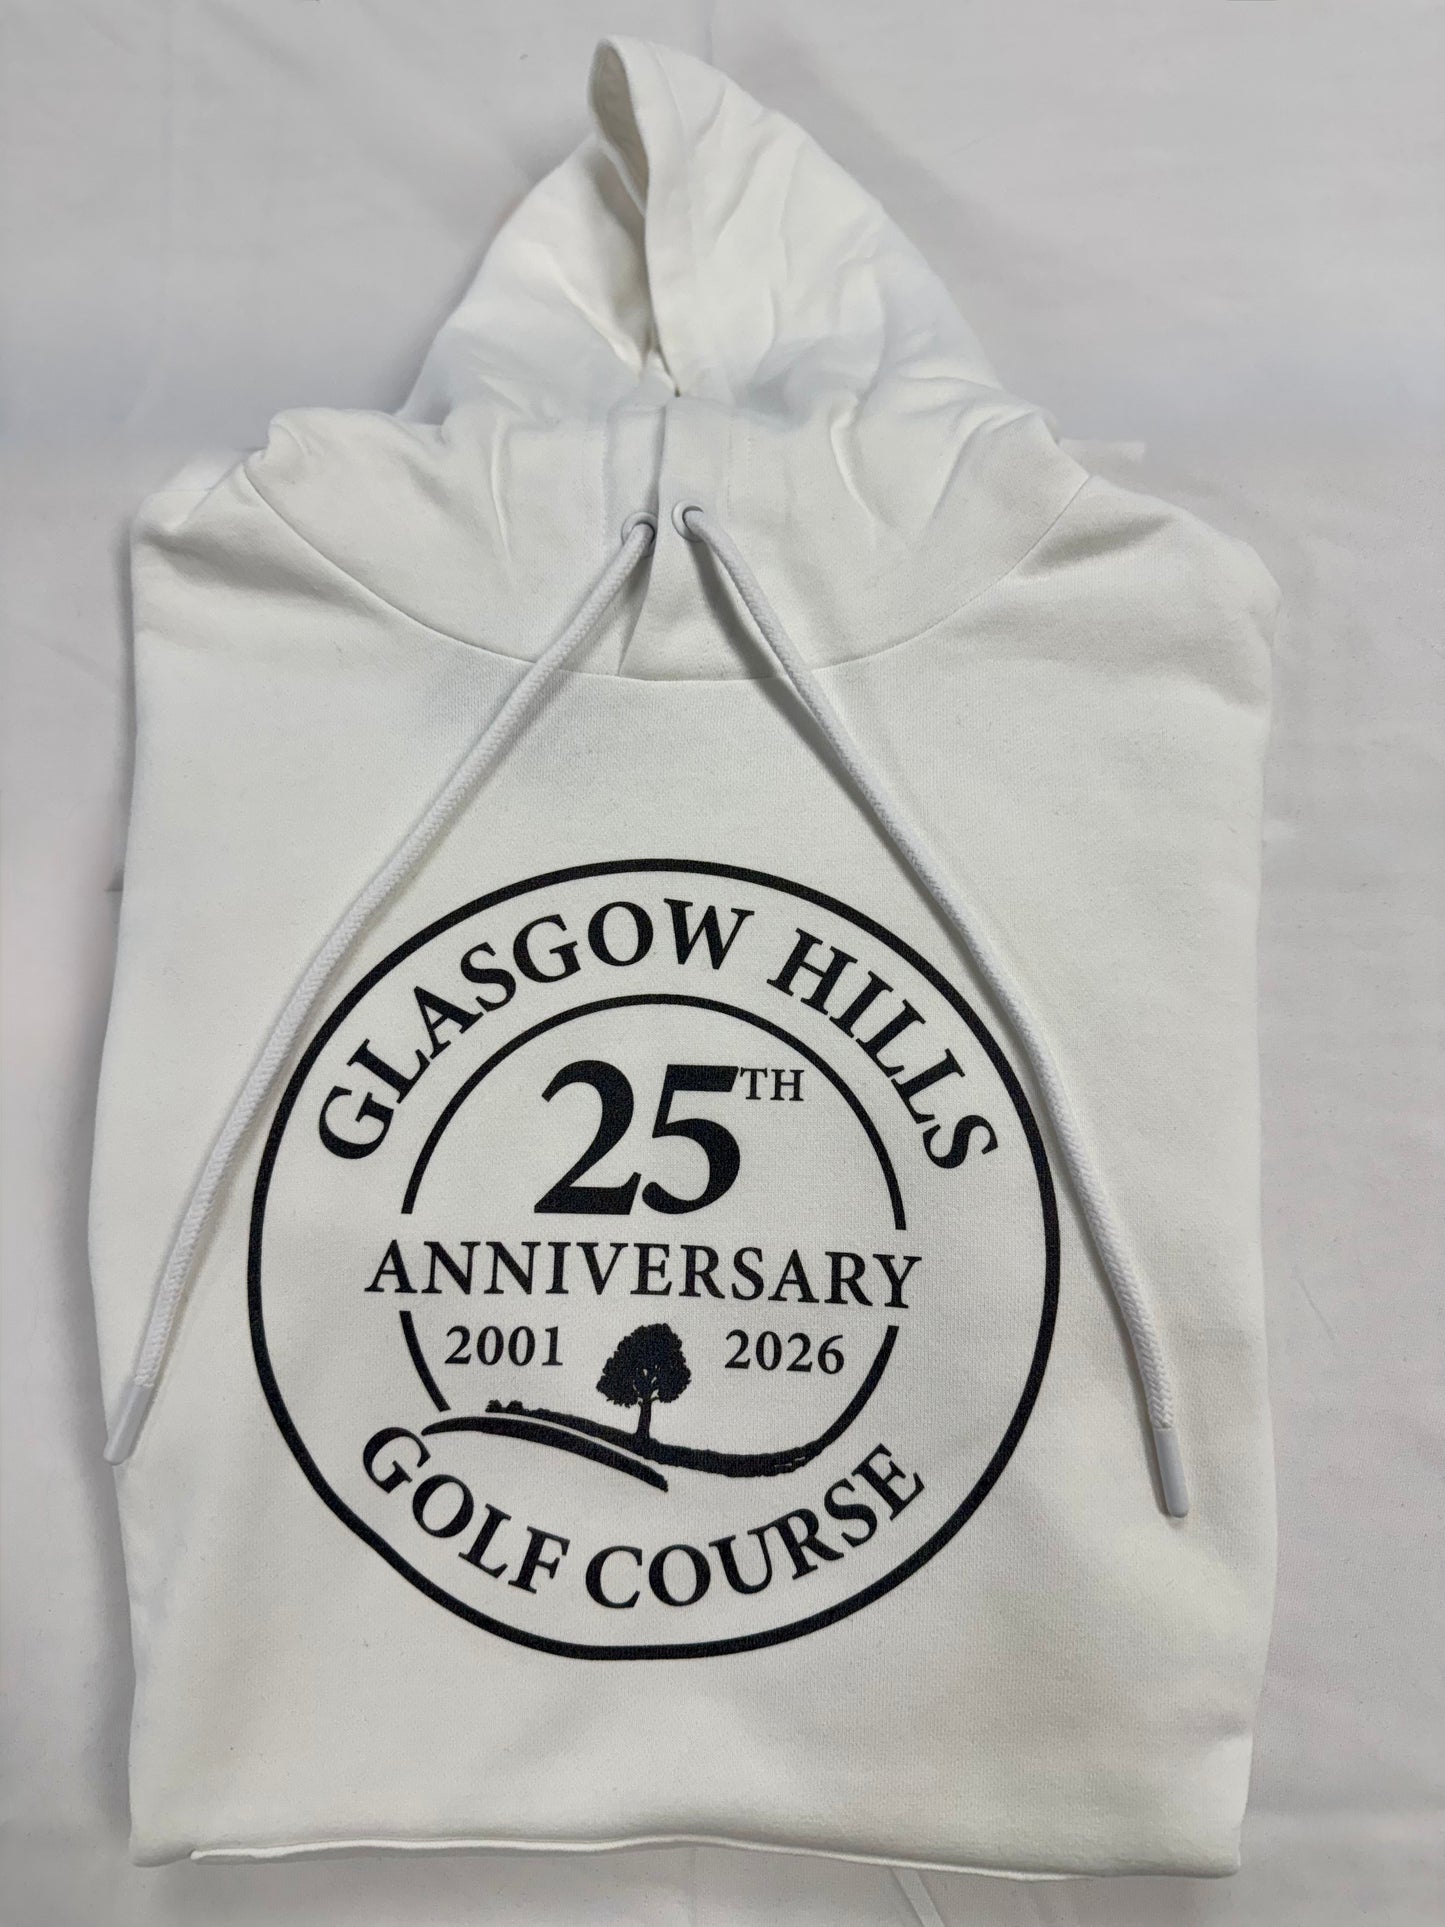 GLASGOW HILLS
25TH
ANNIVERSARY
2001 2026
GOLF COURSE